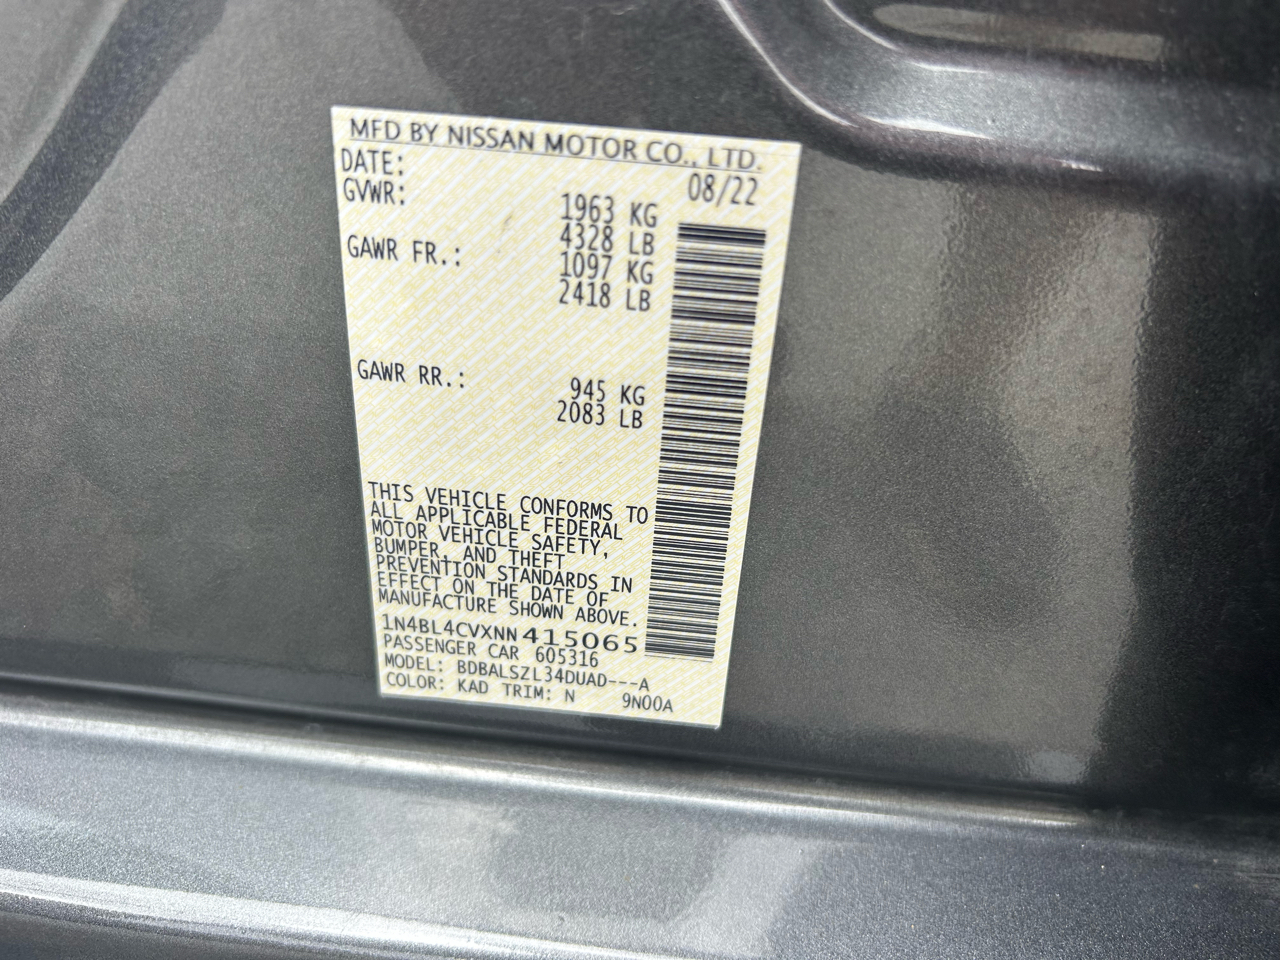 MFD BY NISSAN MOTOR CO., LTD.
DATE: 08/22
GVWR: 1963 KG
4328 LB
GAWR FR.: 1097 KG
2418 LB
GAWR RR.: 945 KG
2083 LB
THIS VEHICLE CONFORMS TO
ALL APPLICABLE FEDERAL
MOTOR VEHICLE SAFETY,
BUMPER, AND THEFT
PREVENTION STANDARDS IN
EFFECT ON THE DATE OF
MANUFACTURE SHOWN ABOVE.
1N4BL4CVXNN415065
PASSENGER CAR 605316
MODEL: BDBALSZL34DUAD---A
COLOR: KAD TRIM: N 9N00A